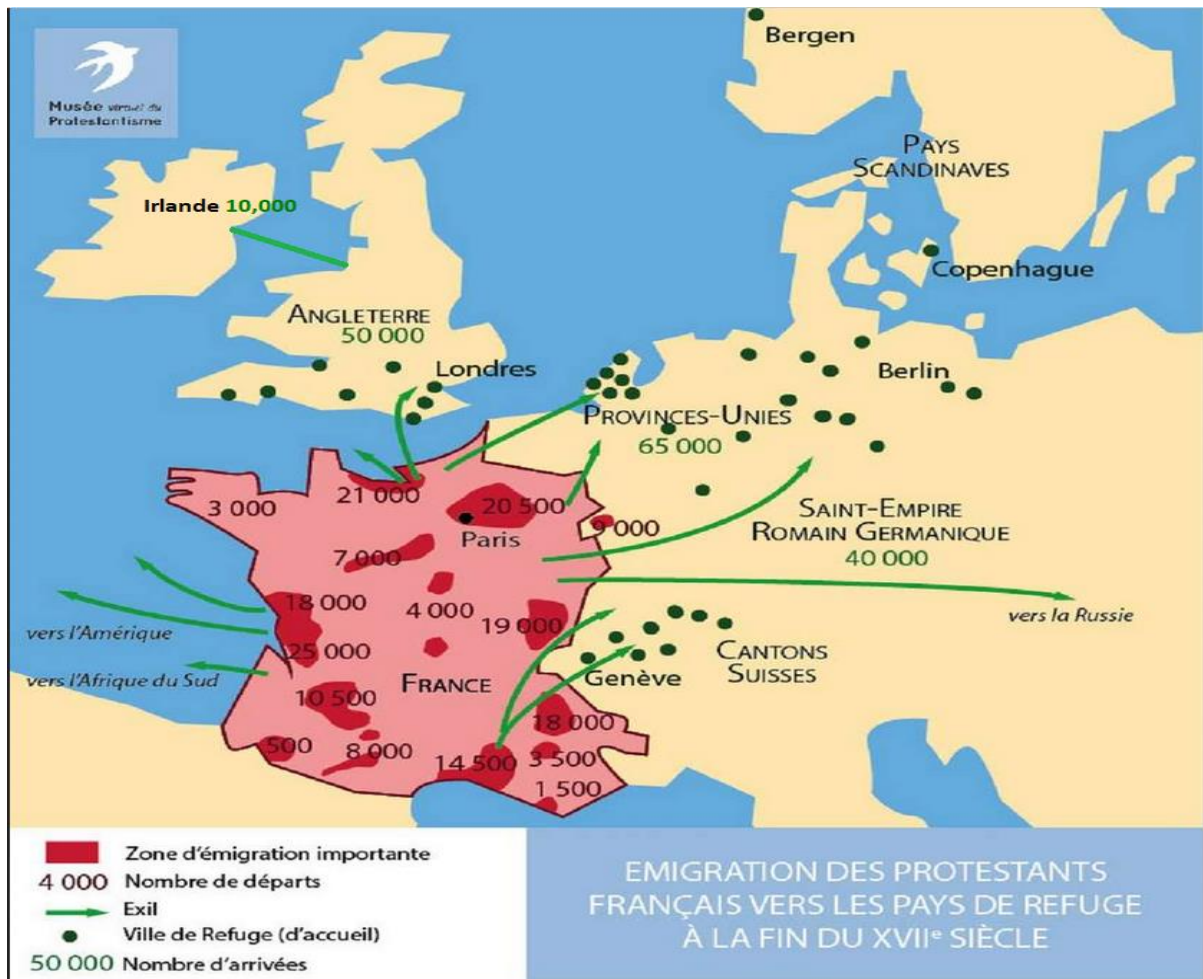 Musée virtuel du
Protestantisme
Bergen
PAYS
SCANDINAVES
Irlande 10,000
Copenhague
ANGLETERRE
50 000
Londres
Berlin
PROVINCES-UNIES
65 000
3 000
21 000
20 500
Paris
9 000
SAINT-EMPIRE
ROMAIN GERMANIQUE
40 000
7 000
4 000
18 000
19 000
vers l'Amérique
vers la Russie
25 000
CANTONS
SUISSES
Genève
vers l'Afrique du Sud
FRANCE
10 500
18 000
500
8 000
14 500
3 500
1 500
Zone d'émigration importante
4 000 Nombre de départs
Exil
Ville de Refuge (d'accueil)
50 000 Nombre d'arrivées
EMIGRATION DES PROTESTANTS
FRANÇAIS VERS LES PAYS DE REFUGE
À LA FIN DU XVIIe SIÈCLE